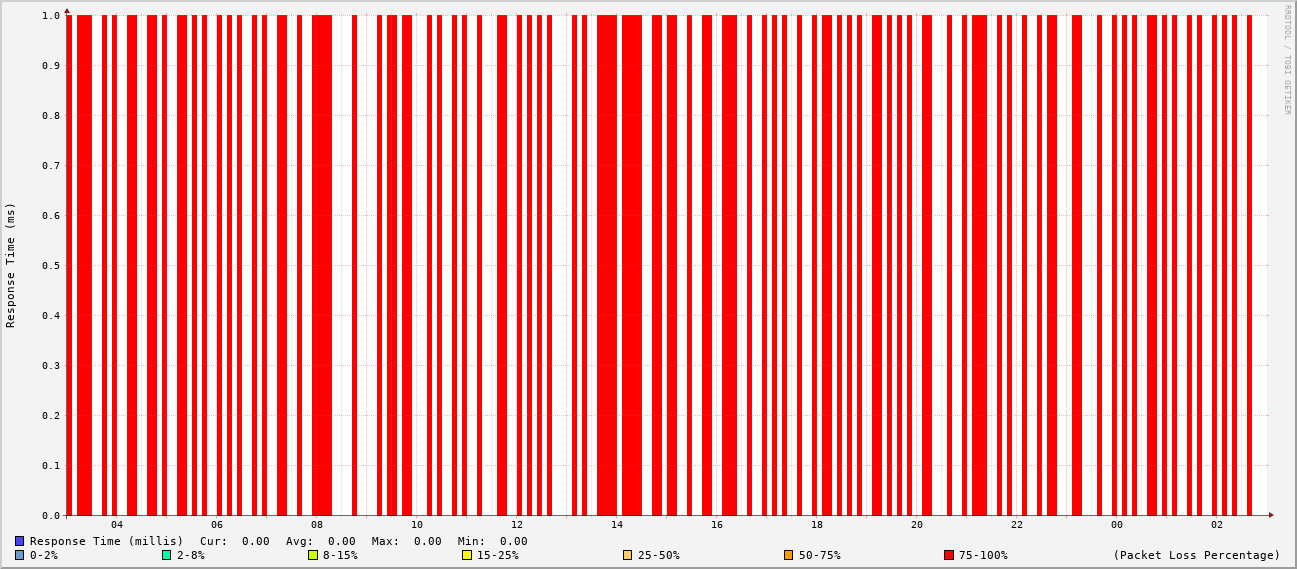 RRDTOOL / TOBI OETIKER
Response Time (ms)
1.0
0.9
0.8
0.7
0.6
0.5
0.4
0.3
0.2
0.1
0.0
04 06 08 10 12 14 16 18 20 22 00 02
Response Time (millis) Cur: 0.00 Avg: 0.00 Max: 0.00 Min: 0.00
0-2% 2-8% 8-15% 15-25% 25-50% 50-75% 75-100% (Packet Loss Percentage)